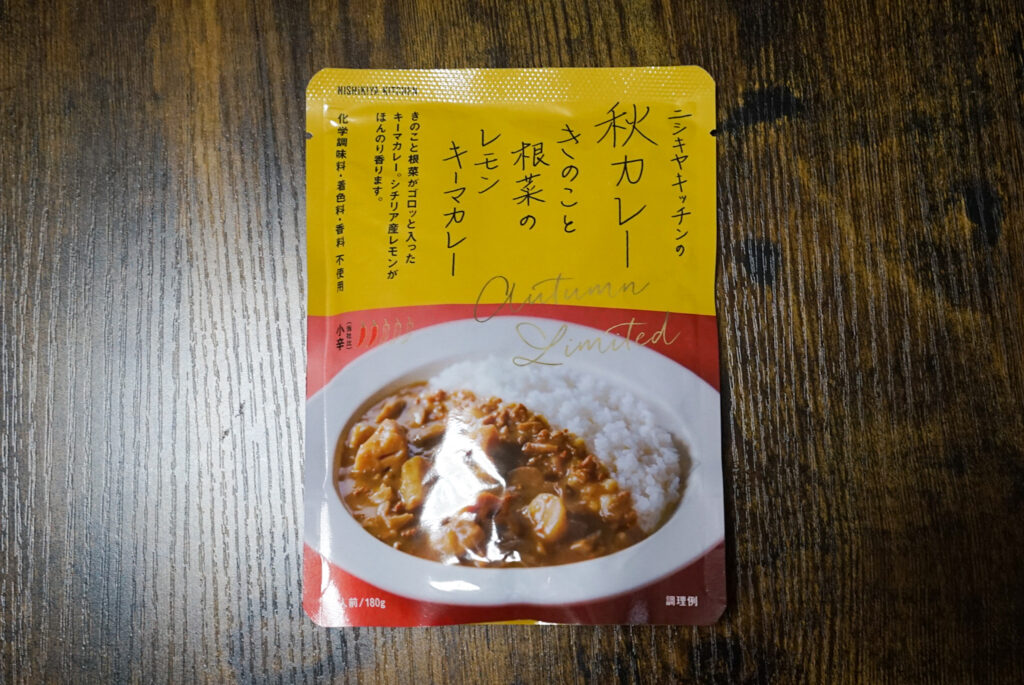 NISHIKIYA KITCHEN
ニシキヤキッチンの
秋カレー
きのこと
根菜の
レモン
キーマカレー
きのこと根菜がゴロッと入った
キーマカレー。シチリア産レモンが
ほんのり香ります。
化学調味料・着色料・香料 不使用
Autumn
Limited
小辛
人前/180g
調理例